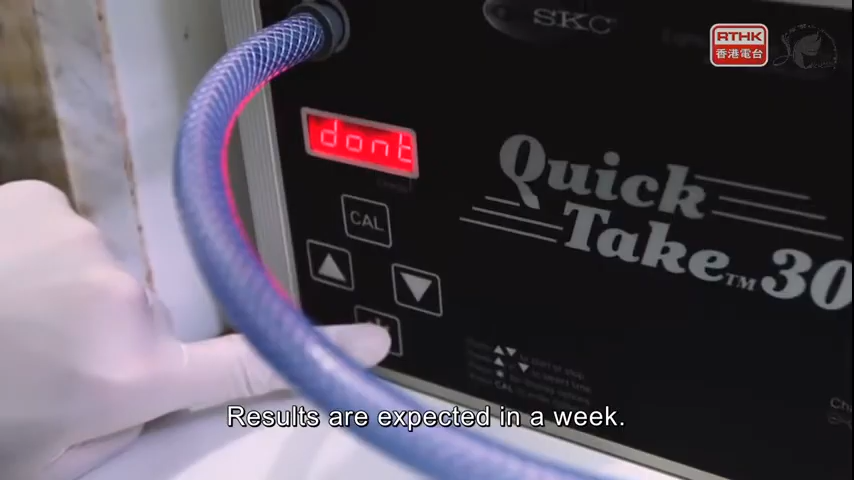 SKC
RTHK
香港電台
dont
CAL
Quick
Take™ 30
Results are expected in a week.